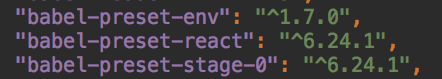 "babel-preset-env": "^1.7.0",
"babel-preset-react": "^6.24.1",
"babel-preset-stage-0": "^6.24.1",